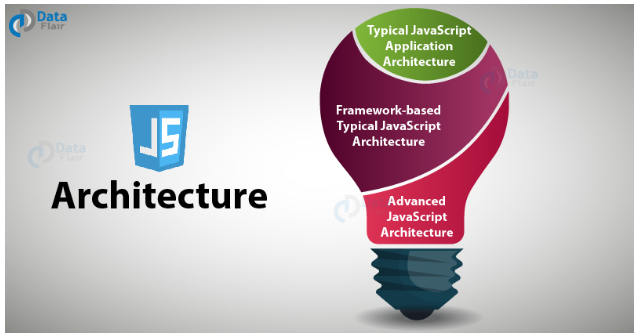 Data
Flair
JS
Architecture
Typical JavaScript
Application
Architecture
Framework-based
Typical JavaScript
Architecture
Advanced
JavaScript
Architecture
Data
Flair
Data
Flair